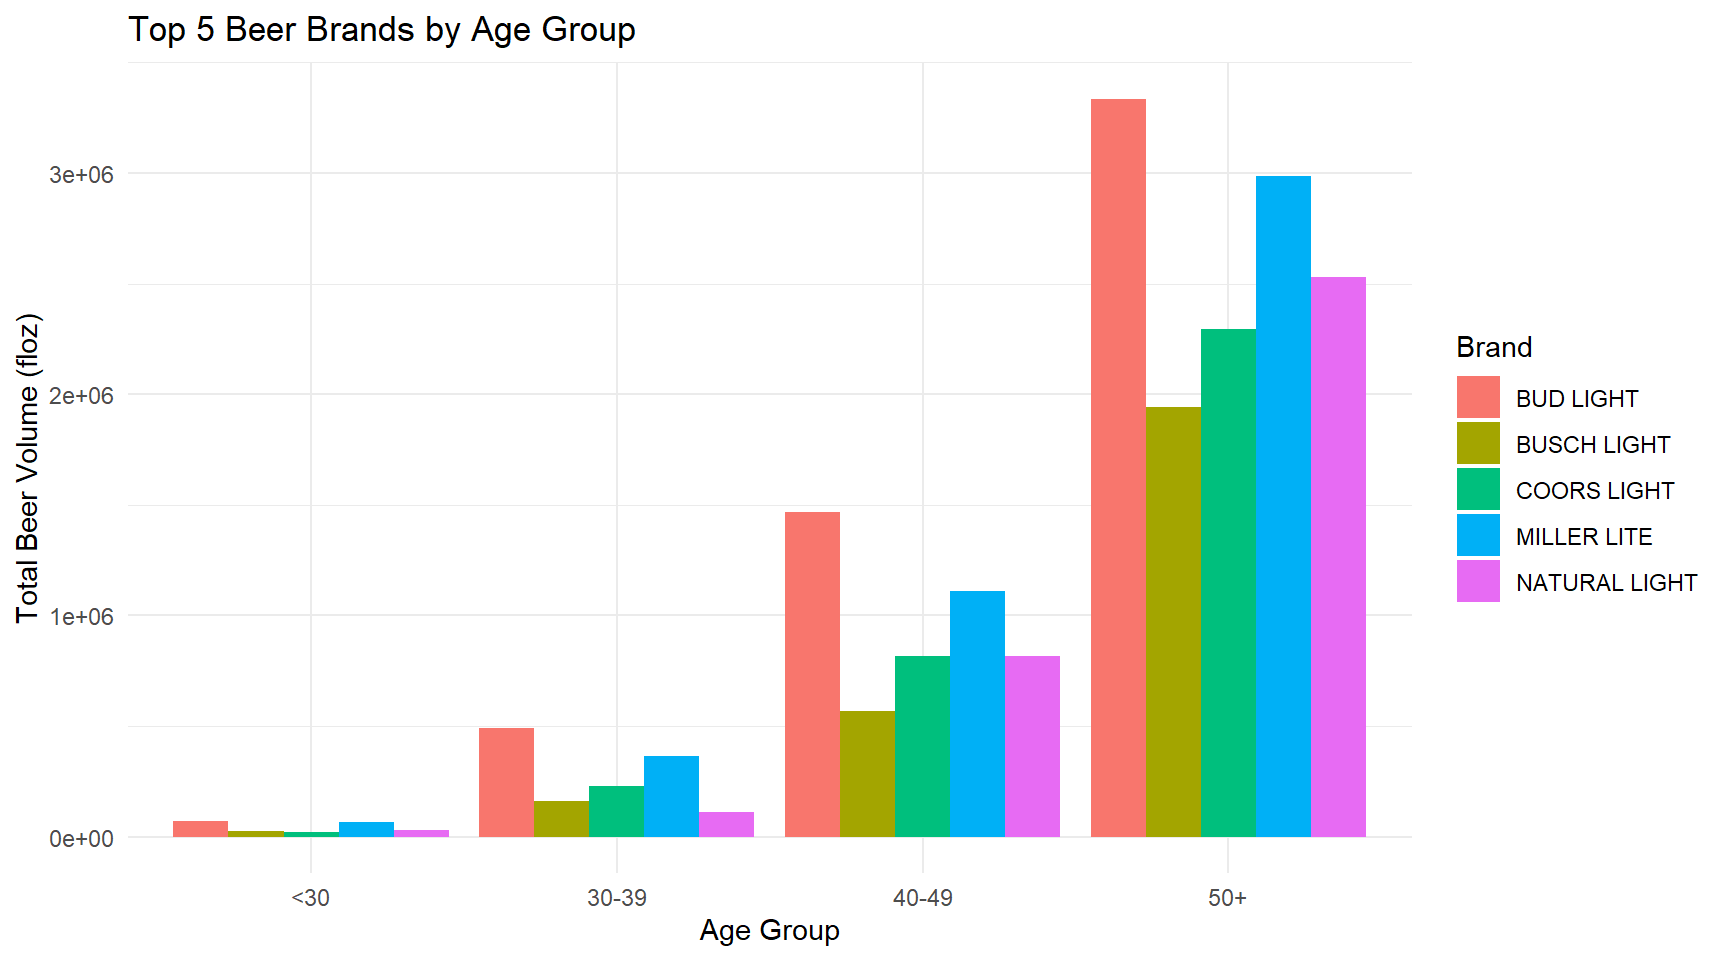 Top 5 Beer Brands by Age Group
Total Beer Volume (floz)
3e+06
2e+06
1e+06
0e+00
<30
30-39
40-49
50+
Age Group
Brand
BUD LIGHT
BUSCH LIGHT
COORS LIGHT
MILLER LITE
NATURAL LIGHT